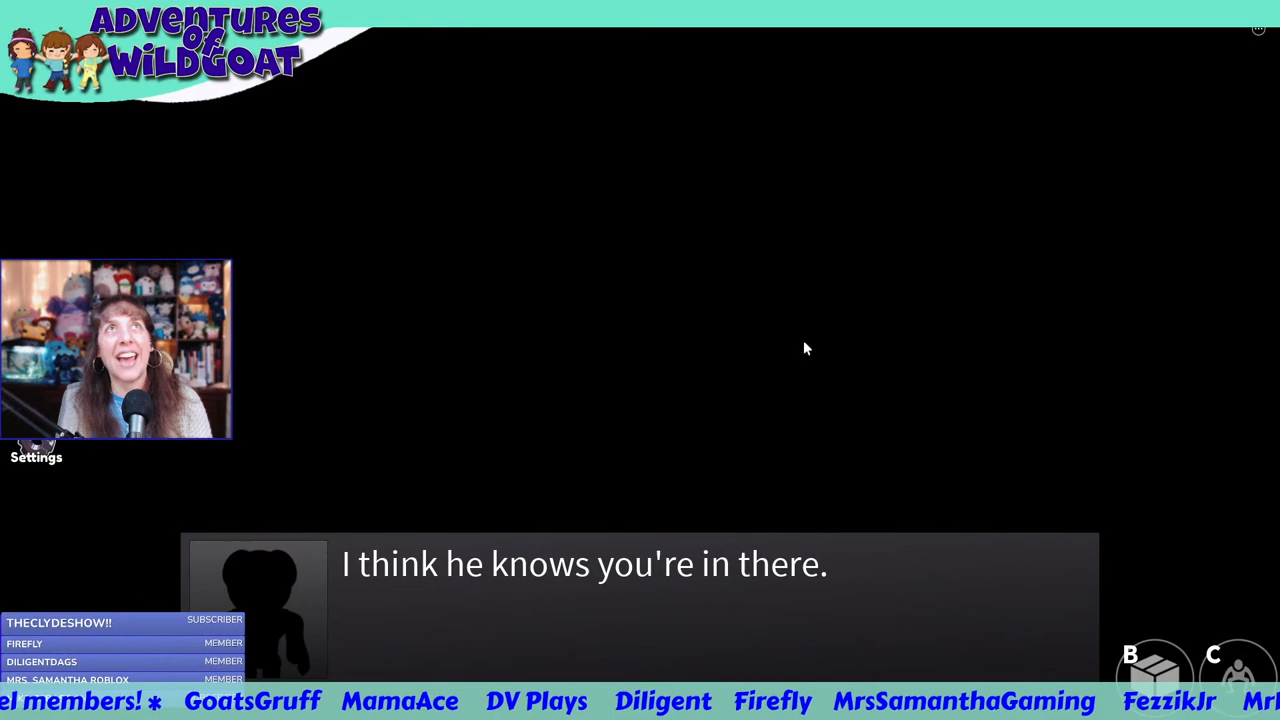 ADVENTURES
of
WILDGOAT
Settings
I think he knows you're in there.
THECLYDESHOW!! SUBSCRIBER
FIREFLY MEMBER
DILIGENTDAGS MEMBER
MRS. SAMANTHA ROBLOX MEMBER
B
C
el members! * GoatsGruff MamaAce DV Plays Diligent Firefly MrsSamanthaGaming FezzikJr